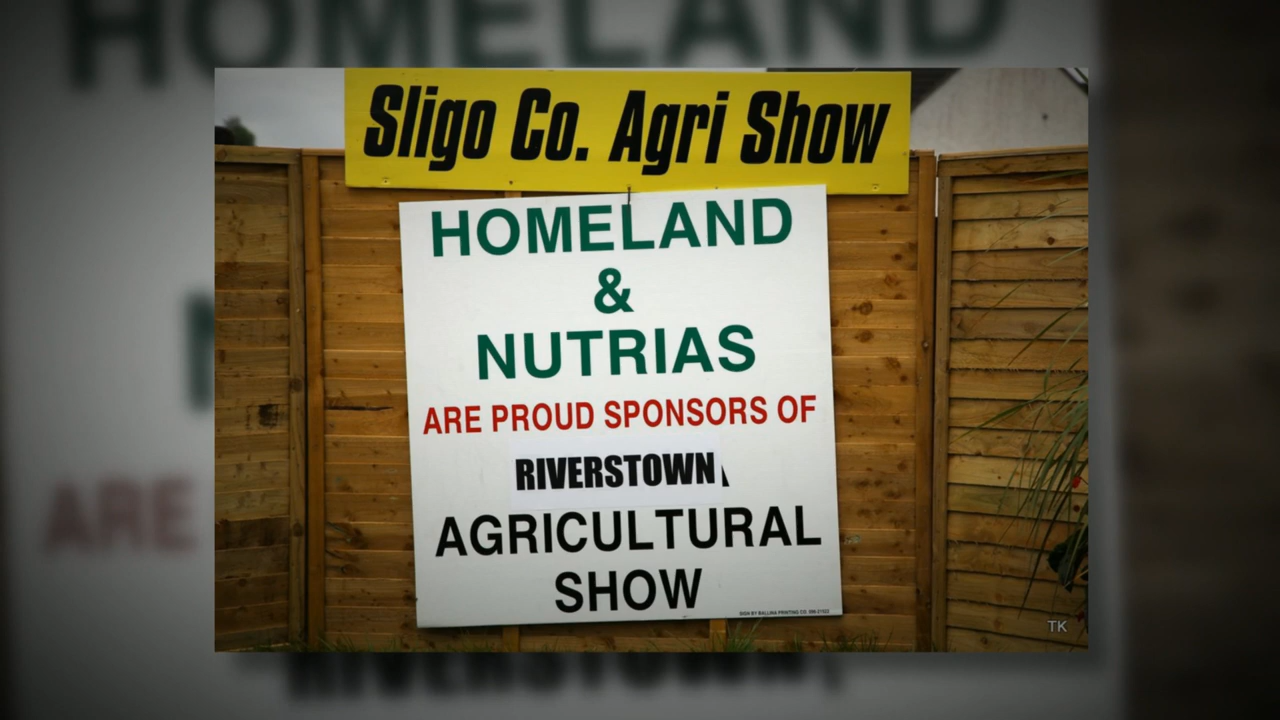 Sligo Co. Agri Show
HOMELAND
&
NUTRIAS
ARE PROUD SPONSORS OF
RIVERSTOWN
AGRICULTURAL
SHOW
TK